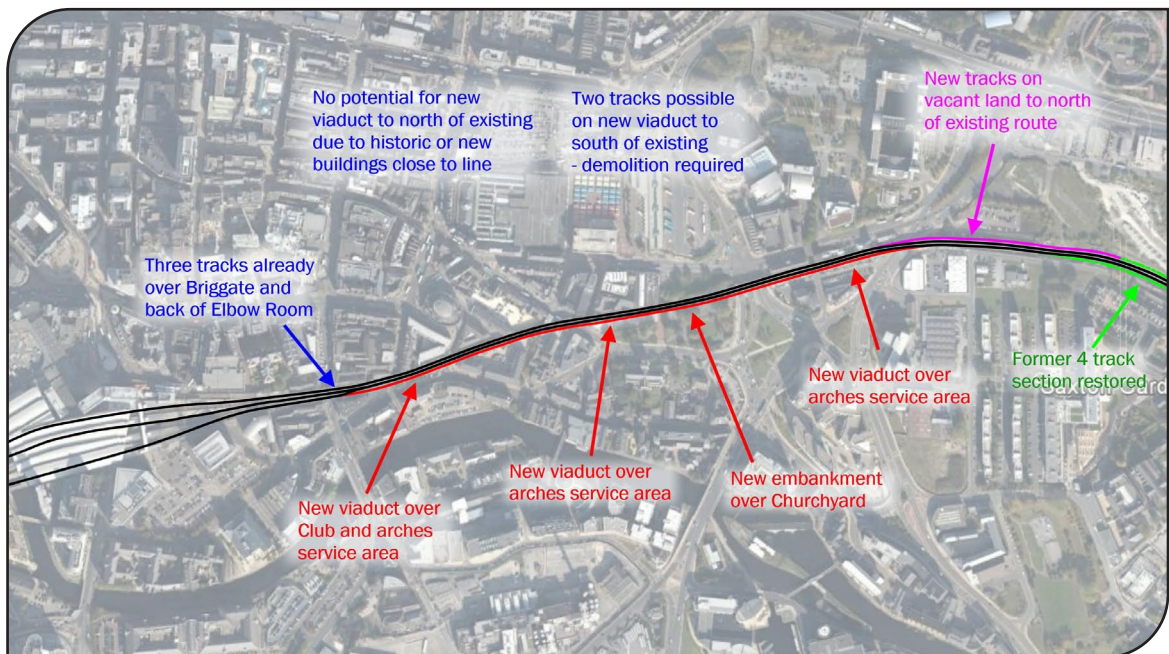 No potential for new
viaduct to north of existing
due to historic or new
buildings close to line
Two tracks possible
on new viaduct to
south of existing
- demolition required
New tracks on
vacant land to north
of existing route
Three tracks already
over Briggate and
back of Elbow Room
Former 4 track
section restored
New viaduct over
arches service area
New viaduct over
arches service area
New embankment
over Churchyard
New viaduct over
Club and arches
service area